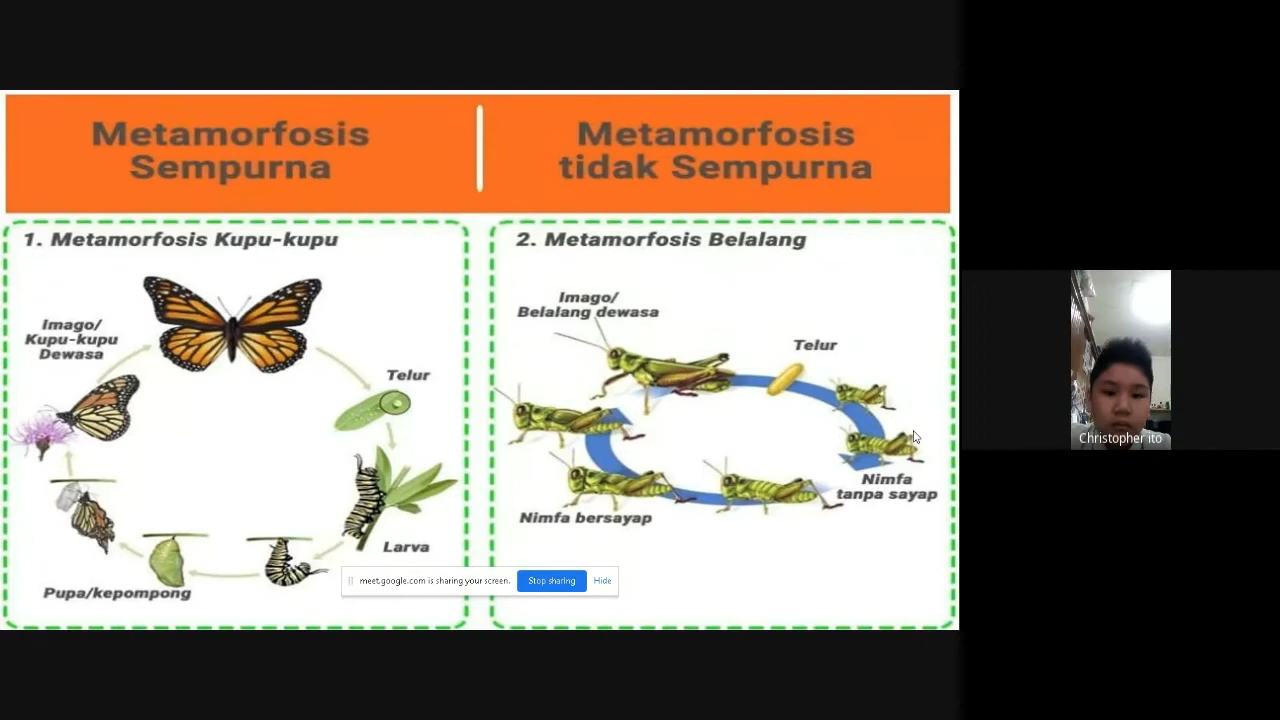 Metamorfosis
Sempurna
Metamorfosis
tidak Sempurna
1. Metamorfosis Kupu-kupu
Imago/
Kupu-kupu
Dewasa
Telur
Larva
Pupa/kepompong
2. Metamorfosis Belalang
Imago/
Belalang dewasa
Telur
Nimfa
tanpa sayap
Nimfa bersayap
meet.google.com is sharing your screen.
Stop sharing
Hide
Christopher ito